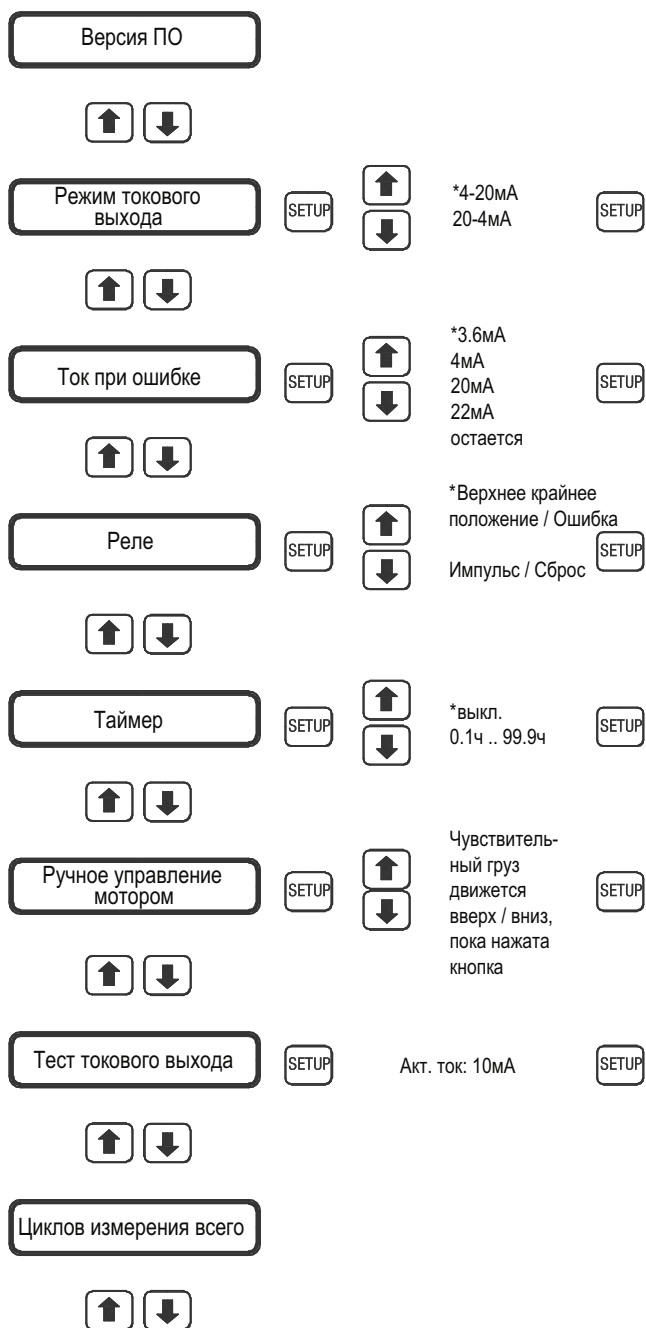 Версия ПО
Режим токового
выхода
SETUP
*4-20мА
20-4мА
SETUP
Ток при ошибке
SETUP
*3.6мА
4мА
20мА
22мА
остается
SETUP
Реле
SETUP
*Верхнее крайнее
положение / Ошибка
Импульс / Сброс
SETUP
Таймер
SETUP
*выкл.
0.1ч .. 99.9ч
SETUP
Ручное управление
мотором
SETUP
Чувствитель-
ный груз
движется
вверх / вниз,
пока нажата
кнопка
SETUP
Тест токового выхода
SETUP
Акт. ток: 10мА
SETUP
Циклов измерения всего